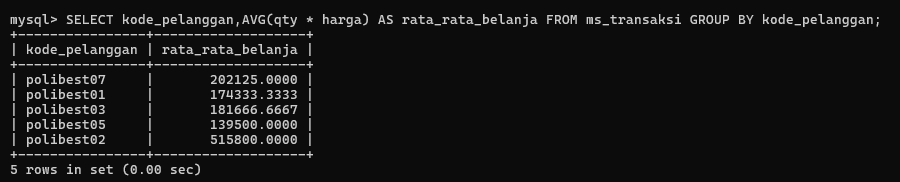 mysql> SELECT kode_pelanggan,AVG(qty * harga) AS rata_rata_belanja FROM ms_transaksi GROUP BY kode_pelanggan;
+----------------+-------------------+
| kode_pelanggan | rata_rata_belanja |
+----------------+-------------------+
| polibest07     |       202125.0000 |
| polibest01     |       174333.3333 |
| polibest03     |       181666.6667 |
| polibest05     |       139500.0000 |
| polibest02     |       515800.0000 |
+----------------+-------------------+
5 rows in set (0.00 sec)